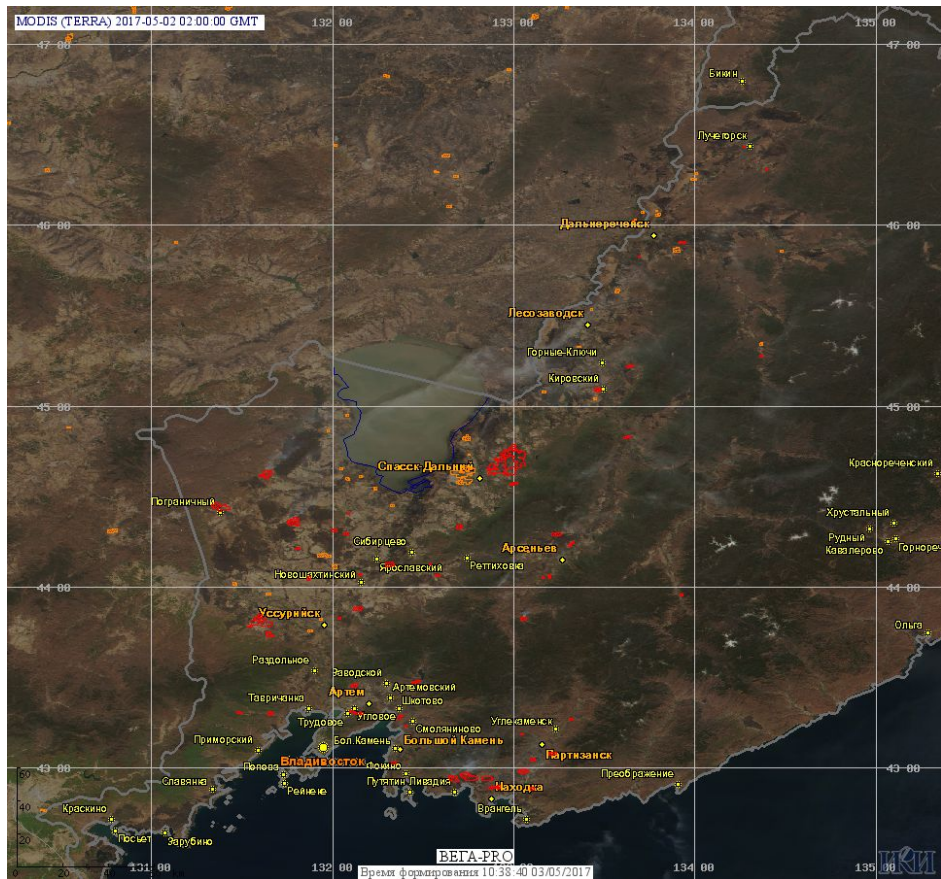 MODIS (TERRA) 2017-05-02 02:00:00 GMT
132 00
133 00
134 00
135 00
47 00
47 00
Бикин
Лучегорск
46 00
Дальнереченск
46 00
Лесозаводск
Горные-Ключи
Кировский
45 00
45 00
Спасск-Дальний
Краснореченский
Пограничный
Хрустальный
Рудный
Кавалерово
Горнореч
Сибирцево
Арсеньев
Ярославский
Реттиховка
Новошахтинский
44 00
44 00
Уссурийск
Ольга
Раздольное
Заводской
Артемовский
Артем
Тавричанка
Шкотово
Трудовое
Угловое
Смоляниново
Углекаменск
Приморский
Бол.Камень
Большой Камень
Партизанск
Владивосток
Попова
Фокино
43 00
43 00
Преображение
Славянка
Рейнеке
Путятин
Ливадия
Находка
Врангель
Краскино
Посьет
Зарубино
60
40
20
131 00
132 00
133 00
134 00
135 00
ВЕГА-PRO
Время формирования 10:38:40 03/05/2017
ИКИ